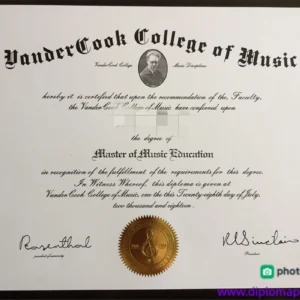 VanderCook College of Music
VanderCook College Music Disciplines
hereby it is certified that upon the recommendation of the, Faculty,
the VanderCook College of Music have conferred upon
the degree of
Master of Music Education
in recognition of the fulfillment of the requirements for this degree.
In Witness Whereof, this diploma is given at
VanderCook College of Music, one the this Twenty eighth day of July,
two thousand and eighteen.
Rosenthal
President
photo
www.diplomap